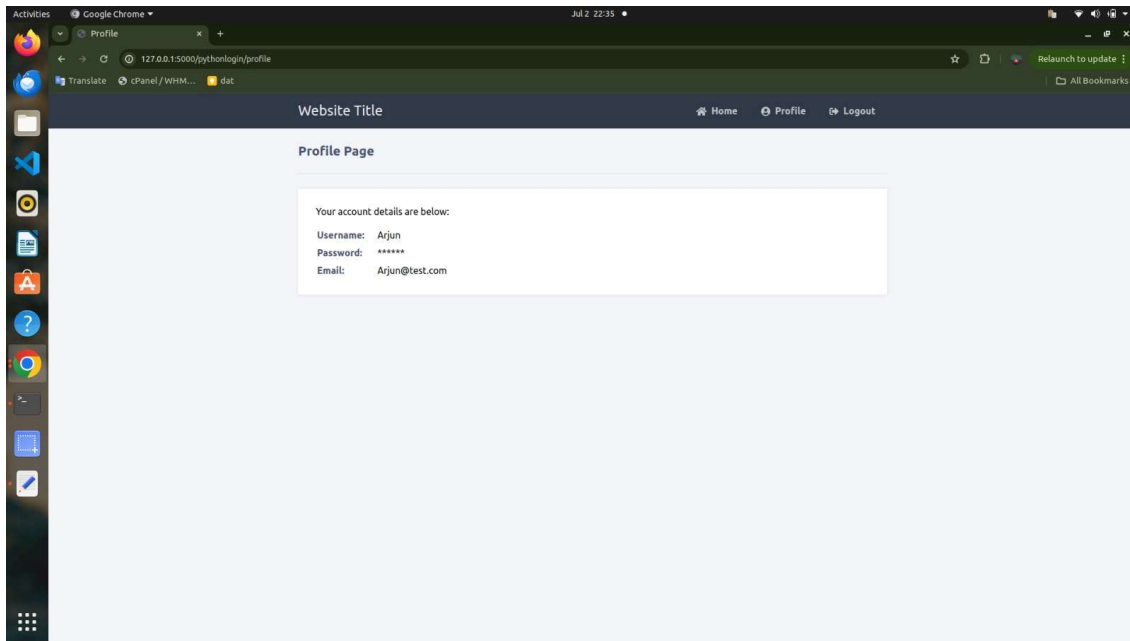 Activities Google Chrome Jul 2 22:35
Profile
127.0.0.1:5000/pythonlogin/profile Relaunch to update
Translate cPanel / WHM... dat All Bookmarks
Website Title Home Profile Logout
Profile Page
Your account details are below:
Username: Arjun
Password: ******
Email: Arjun@test.com